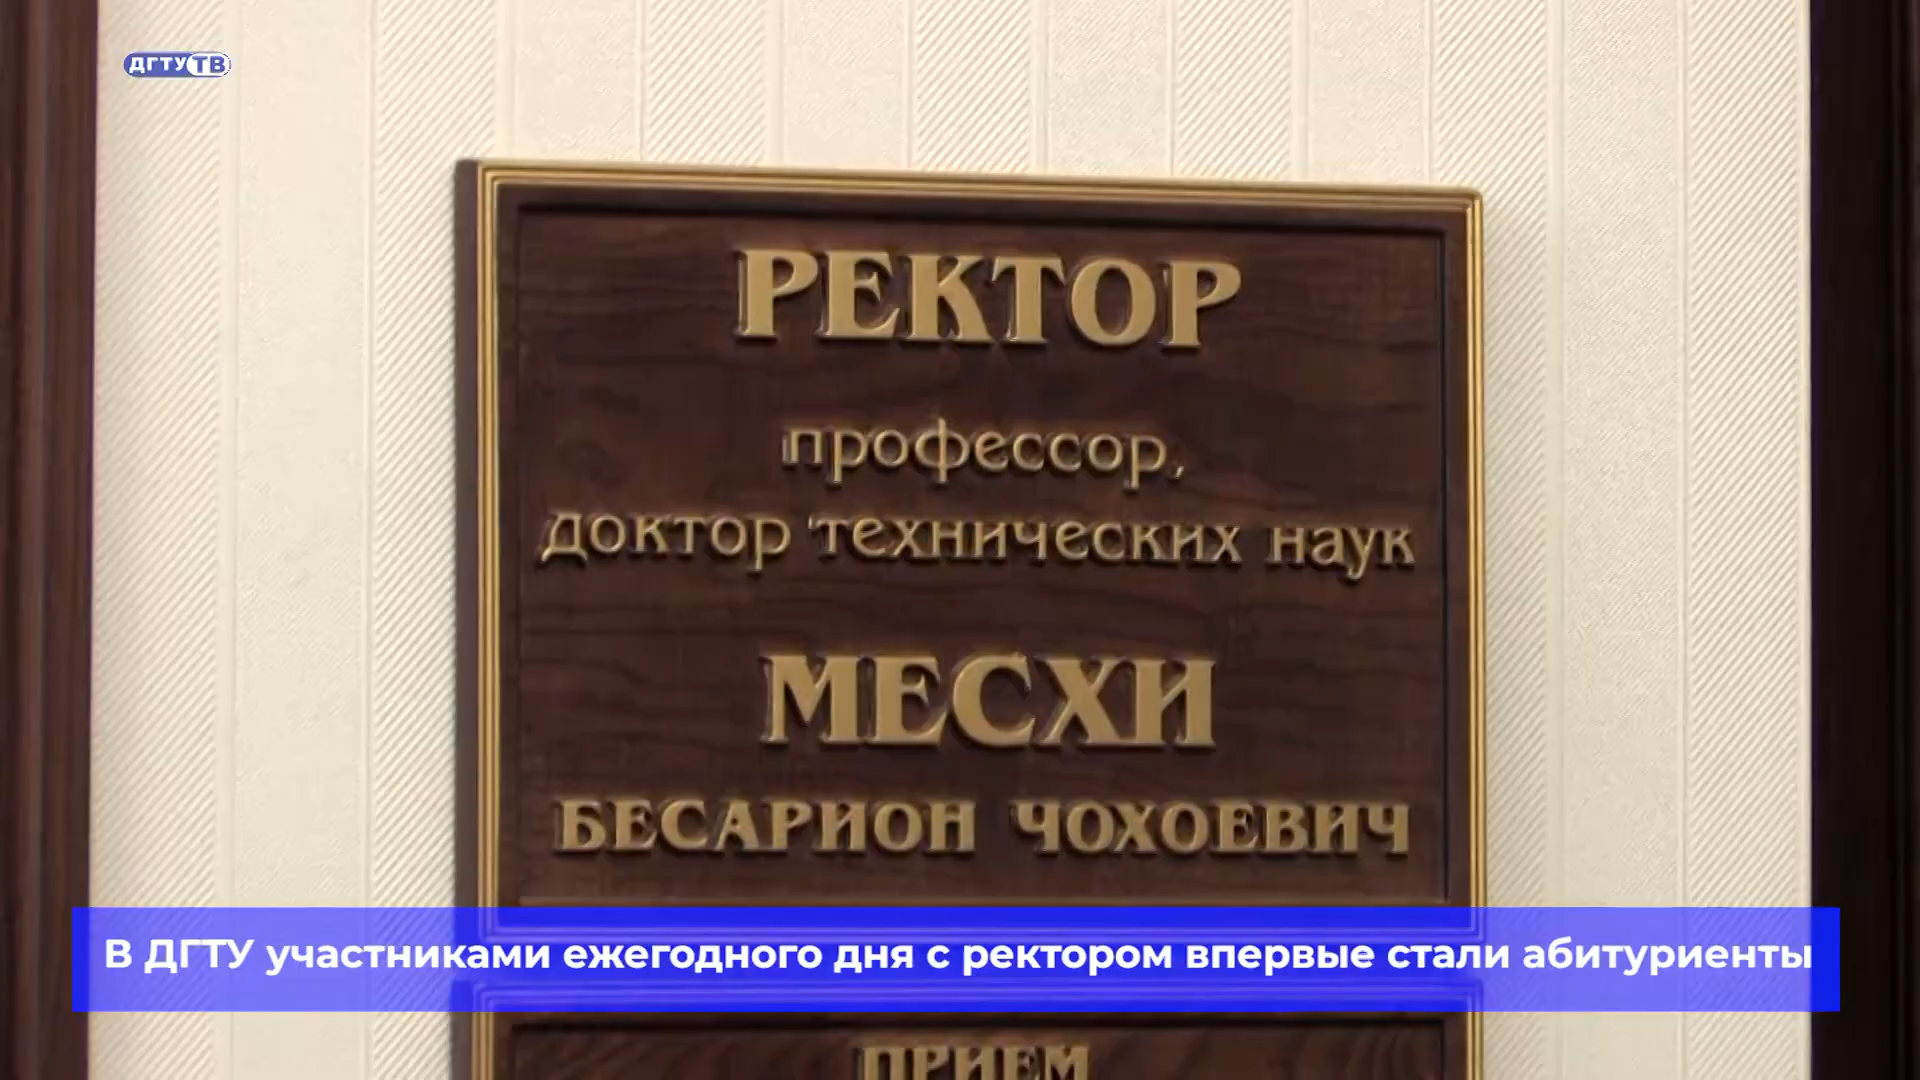 ДГТУ ТВ
РЕКТОР
профессор,
доктор технических наук
МЕСХИ
БЕСАРИОН ЧОХОЕВИЧ
В ДГТУ участниками ежегодного дня с ректором впервые стали абитуриенты
ПРИЕМ